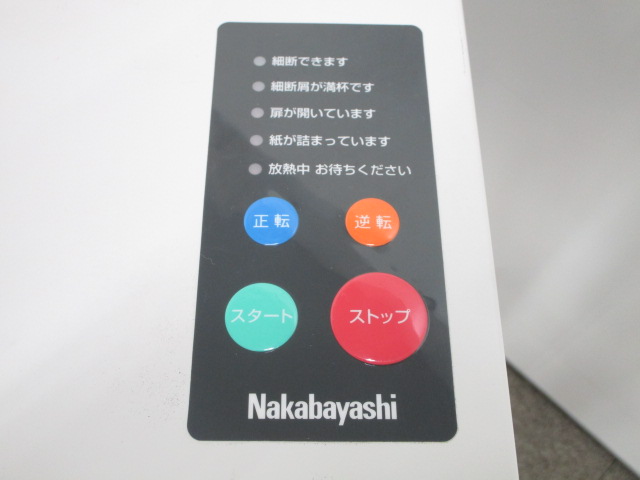 細断できます
細断屑が満杯です
扉が開いています
紙が詰まっています
放熱中 お待ちください
正転 逆転
スタート ストップ
Nakabayashi